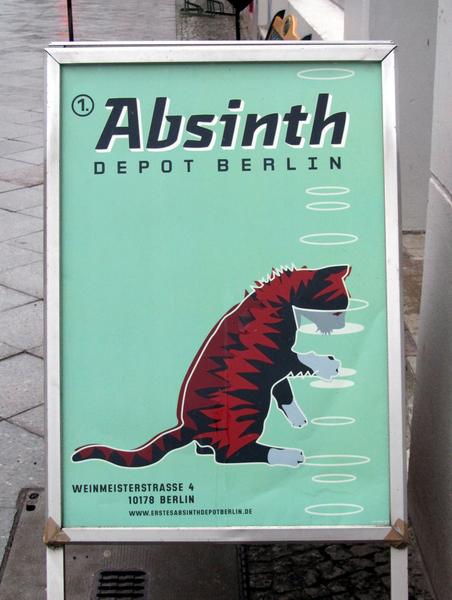 1. Absinth
DEPOT BERLIN
WEINMEISTERSTRASSE 4
10178 BERLIN
WWW.ERSTESABSINTHDEPOTBERLIN.DE